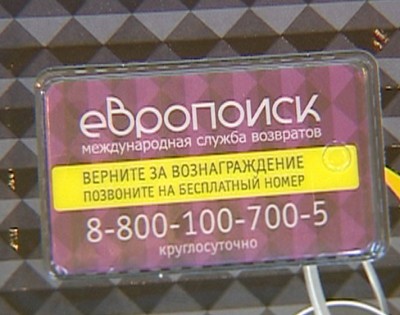 европоиск
международная служба возвратов
ВЕРНИТЕ ЗА ВОЗНАГРАЖДЕНИЕ
ПОЗВОНИТЕ НА БЕСПЛАТНЫЙ НОМЕР
8-800-100-700-5
круглосуточно